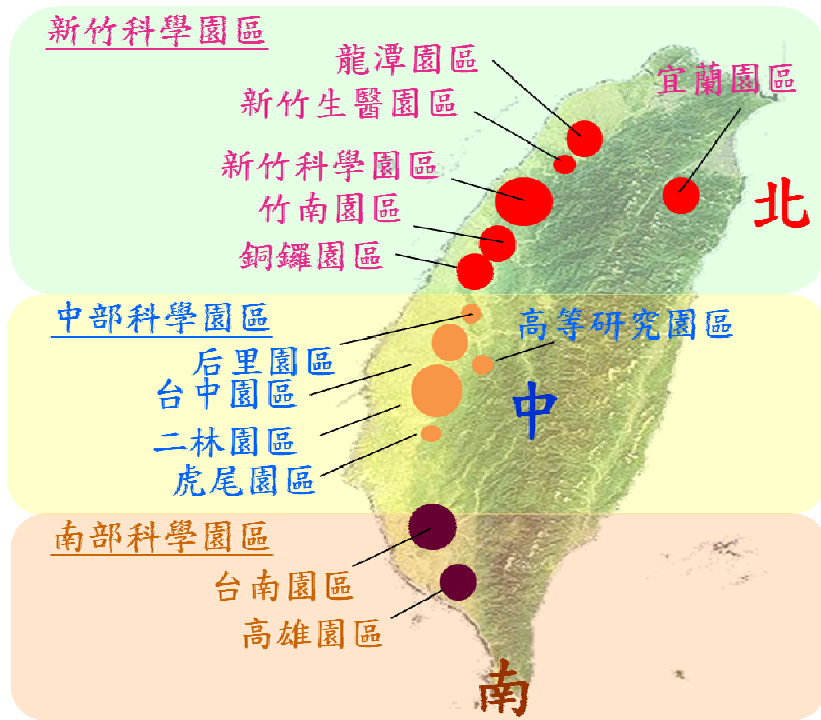 新竹科學園區
龍潭園區
宜蘭園區
新竹生醫園區
新竹科學園區
竹南園區
北
銅鑼園區
中部科學園區
高等研究園區
后里園區
台中園區
中
二林園區
虎尾園區
南部科學園區
台南園區
高雄園區
南